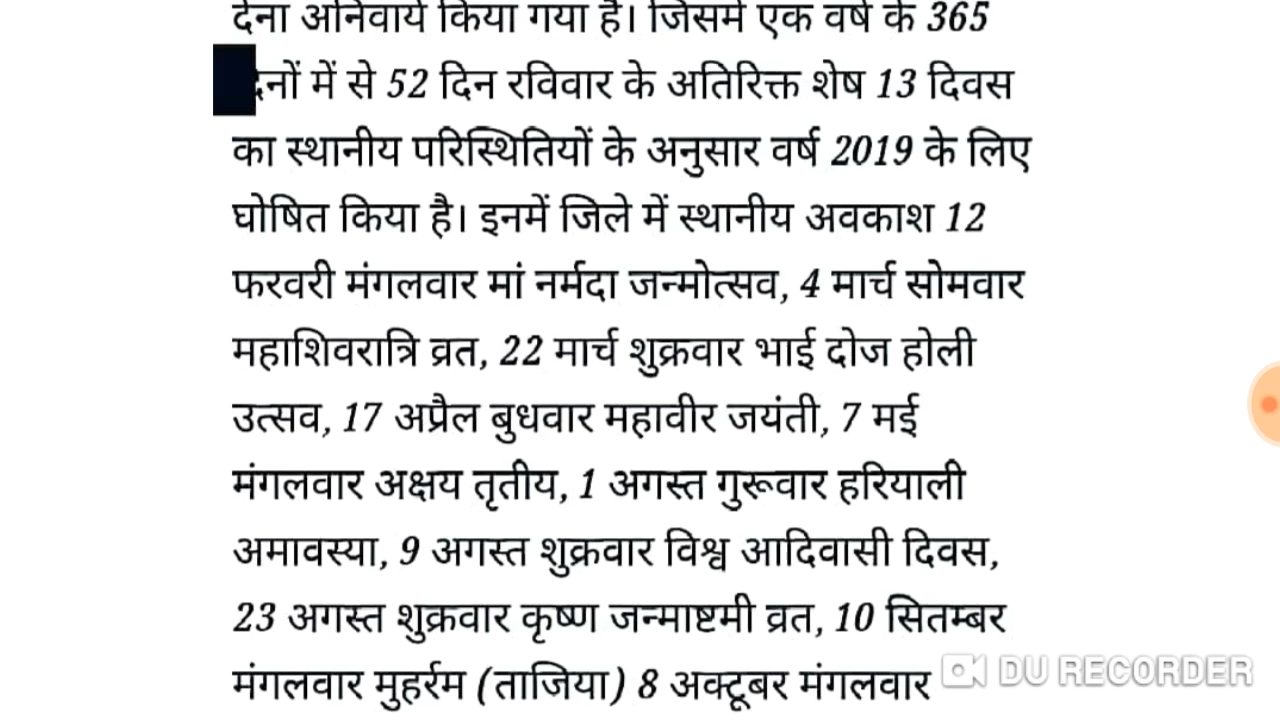 देना अनिवार्य किया गया है। जिसमें एक वर्ष के 365
दिनों में से 52 दिन रविवार के अतिरिक्त शेष 13 दिवस
का स्थानीय परिस्थितियों के अनुसार वर्ष 2019 के लिए
घोषित किया है। इनमें जिले में स्थानीय अवकाश 12
फरवरी मंगलवार मां नर्मदा जन्मोत्सव, 4 मार्च सोमवार
महाशिवरात्रि व्रत, 22 मार्च शुक्रवार भाई दोज होली
उत्सव, 17 अप्रैल बुधवार महावीर जयंती, 7 मई
मंगलवार अक्षय तृतीय, 1 अगस्त गुरूवार हरियाली
अमावस्या, 9 अगस्त शुक्रवार विश्व आदिवासी दिवस,
23 अगस्त शुक्रवार कृष्ण जन्माष्टमी व्रत, 10 सितम्बर
मंगलवार मुहर्रम (ताजिया) 8 अक्टूबर मंगलवार
DU RECORDER